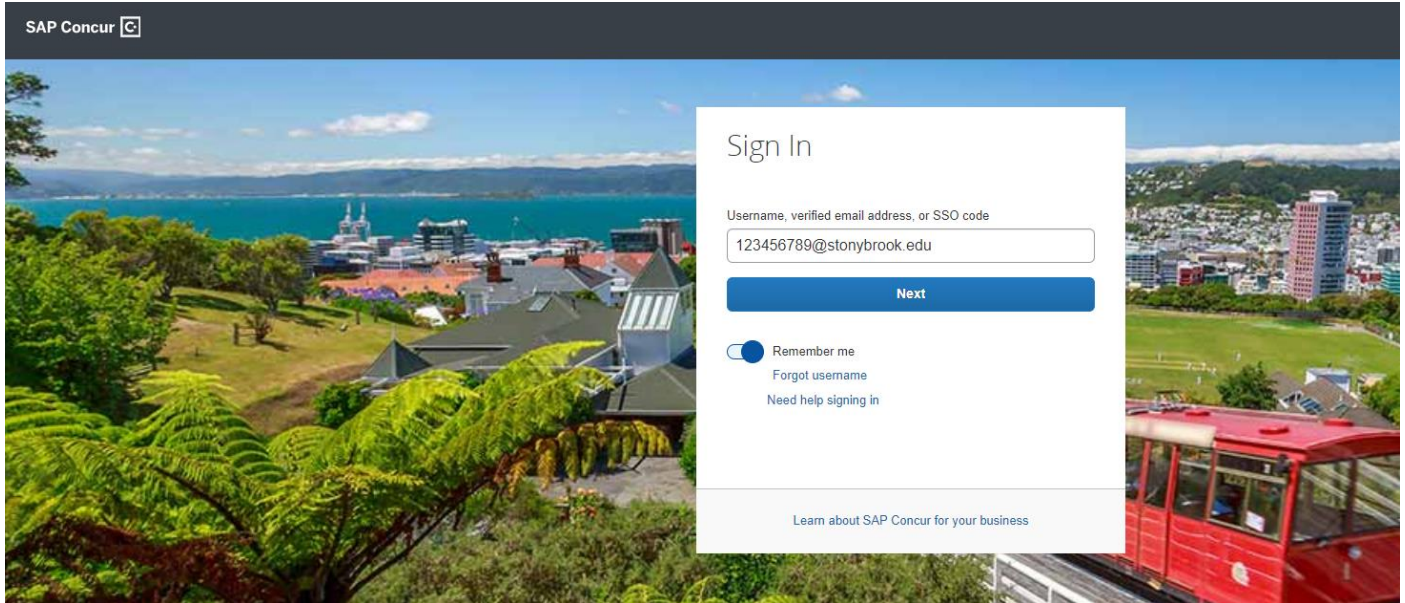 SAP Concur C
Sign In
Username, verified email address, or SSO code
123456789@stonybrook.edu
Next
Remember me
Forgot username
Need help signing in
Learn about SAP Concur for your business